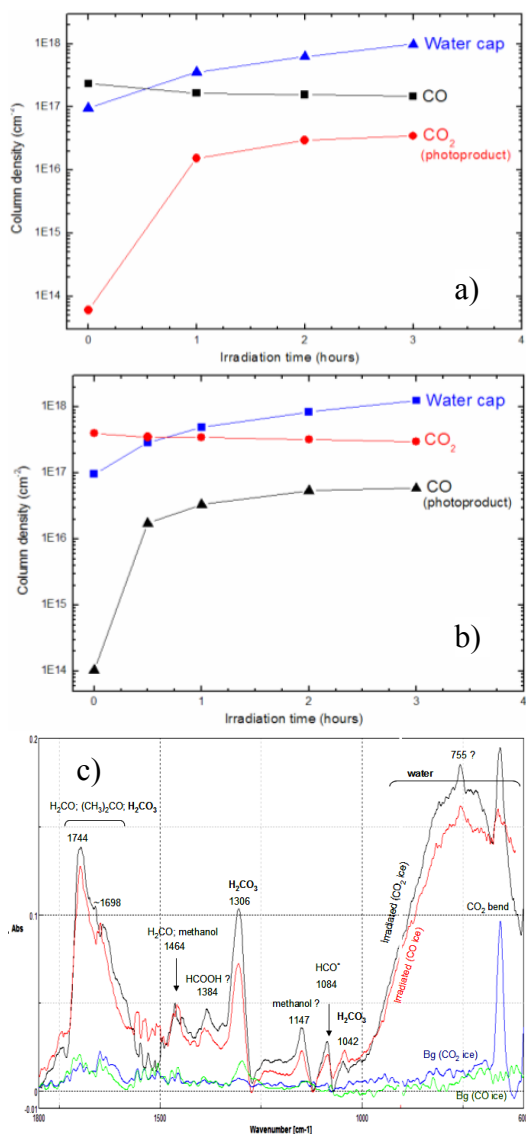 1E18
1E17
1E16
1E15
1E14
Column density (cm⁻²)
Water cap
CO
CO₂
(photoproduct)
a)
0 1 2 3 4
Irradiation time (hours)
1E18
1E17
1E16
1E15
1E14
Column density (cm⁻²)
Water cap
CO₂
CO
(photoproduct)
b)
0 1 2 3 4
Irradiation time (hours)
c)
0.2
0.1
0
Abs
H₂CO; (CH₃)₂CO; H₂CO₃
1744
~1698
H₂CO; methanol
1464
HCOOH ?
1384
H₂CO₃
1306
methanol ?
1147
HCO⁺
1084
H₂CO₃
1042
755 ?
water
Irradiated (CO₂ ice)
Irradiated (CO ice)
CO₂ bend
Bg (CO₂ ice)
Bg (CO ice)
1800 1500 1000 600
Wavenumber [cm-1]